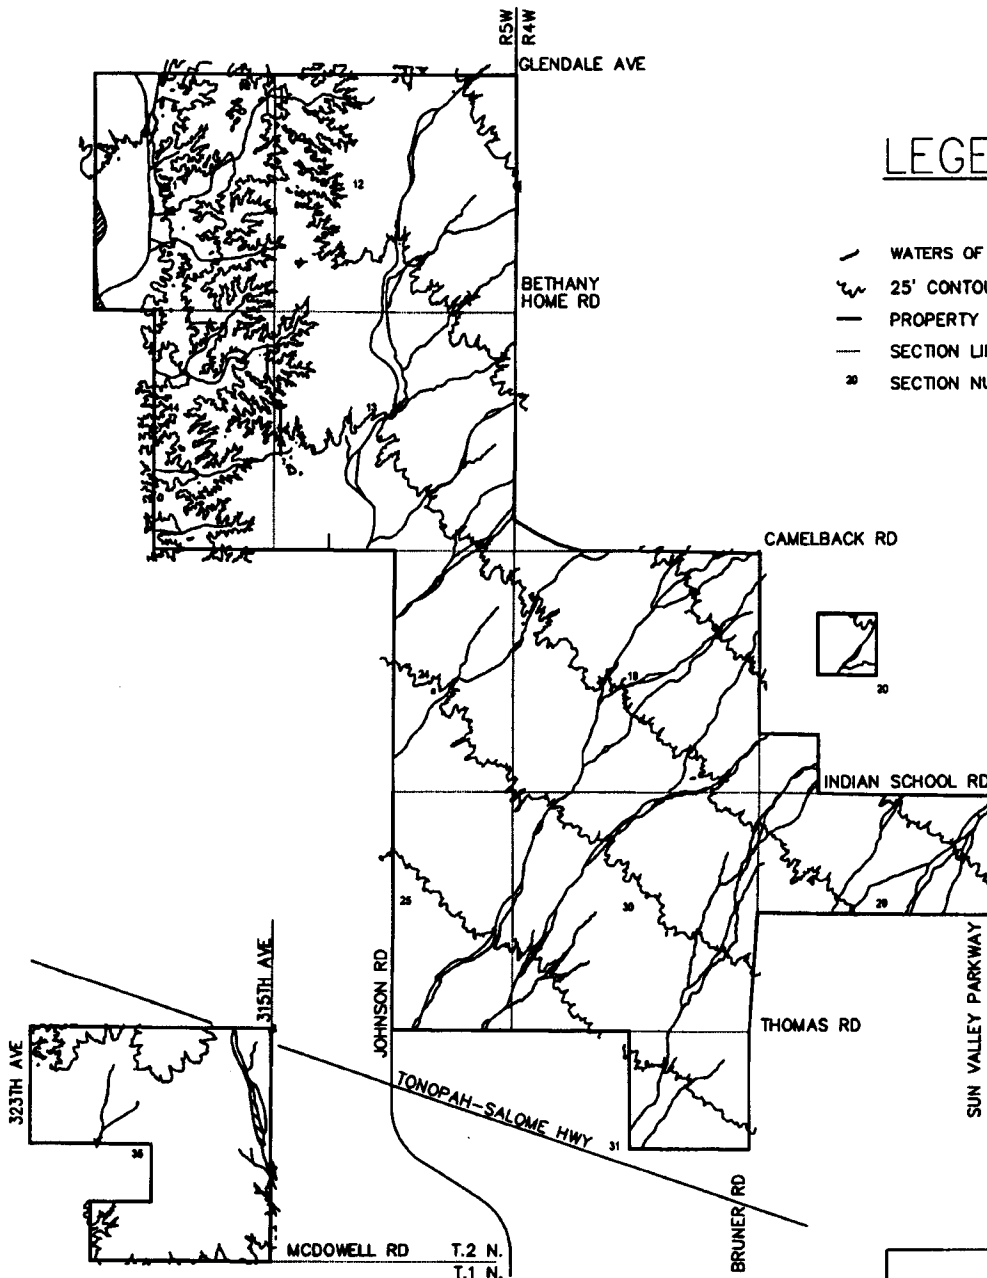 R5W
R4W
GLENDALE AVE
LEGE
12
WATERS OF
BETHANY
HOME RD
25' CONTOU
PROPERTY
SECTION LI
20 SECTION NU
13
CAMELBACK RD
24
18
20
INDIAN SCHOOL RD
25
30
29
315TH AVE
JOHNSON RD
SUN VALLEY PARKWAY
THOMAS RD
323TH AVE
TONOPAH-SALOME HWY
36
31
BRUNER RD
MCDOWELL RD
T.2 N.
T.1 N.